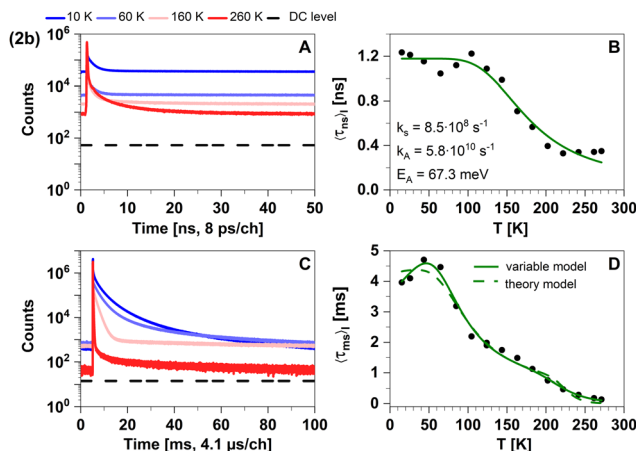 10 K 60 K 160 K 260 K DC level
(2b)
A
Counts
10⁶
10⁴
10²
10⁰
0 10 20 30 40 50
Time [ns, 8 ps/ch]
B
⟨τns⟩I [ns]
1.2
0.8
0.4
0.0
kS = 8.5·10⁸ s⁻¹
kA = 5.8·10¹⁰ s⁻¹
EA = 67.3 meV
0 50 100 150 200 250 300
T [K]
C
Counts
10⁶
10⁴
10²
10⁰
0 20 40 60 80 100
Time [ms, 4.1 µs/ch]
D
variable model
theory model
⟨τms⟩I [ms]
5
4
3
2
1
0
0 50 100 150 200 250 300
T [K]